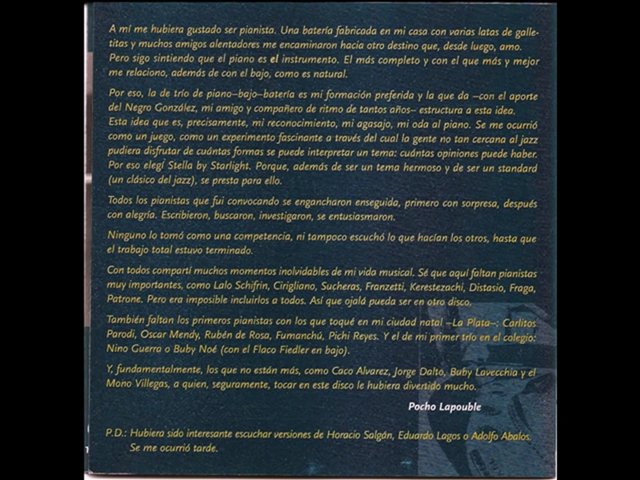 A mí me hubiera gustado ser pianista. Una batería fabricada en mi casa con varias latas de galle-
titas y muchos amigos alentadores me encaminaron hacia otro destino que, desde luego, amo.
Pero sigo sintiendo que el piano es el instrumento. El más completo y con el que más y mejor
me relaciono, además de con el bajo, como es natural.
Por eso, la de trío de piano–bajo–batería es mi formación preferida y la que da –con el aporte
del Negro González, mi amigo y compañero de ritmo de tantos años– estructura a esta idea.
Esta idea que es, precisamente, mi reconocimiento, mi agasajo, mi oda al piano. Se me ocurrió
como un juego, como un experimento fascinante a través del cual la gente no tan cercana al jazz
pudiera disfrutar de cuántas formas se puede interpretar un tema: cuántas opiniones puede haber.
Por eso elegí Stella by Starlight. Porque, además de ser un tema hermoso y de ser un standard
(un clásico del jazz), se presta para ello.
Todos los pianistas que fui convocando se engancharon enseguida, primero con sorpresa, después
con alegría. Escribieron, buscaron, investigaron, se entusiasmaron.
Ninguno lo tomó como una competencia, ni tampoco escuchó lo que hacían los otros, hasta que
el trabajo total estuvo terminado.
Con todos compartí muchos momentos inolvidables de mi vida musical. Sé que aquí faltan pianistas
muy importantes, como Lalo Schifrin, Cirigliano, Sucheras, Franzetti, Kerestezachi, Distasio, Fraga,
Patrone. Pero era imposible incluirlos a todos. Así que ojalá pueda ser en otro disco.
También faltan los primeros pianistas con los que toqué en mi ciudad natal –La Plata–: Carlitos
Parodi, Oscar Mendy, Rubén de Rosa, Fumanchú, Pichi Reyes. Y el de mi primer trío en el colegio:
Nino Guerra o Buby Noé (con el Flaco Fiedler en bajo).
Y, fundamentalmente, los que no están más, como Caco Alvarez, Jorge Dalto, Buby Lavecchia y el
Mono Villegas, a quien, seguramente, tocar en este disco le hubiera divertido mucho.
Pocho Lapouble
P.D.: Hubiera sido interesante escuchar versiones de Horacio Salgán, Eduardo Lagos o Adolfo Abalos.
Se me ocurrió tarde.